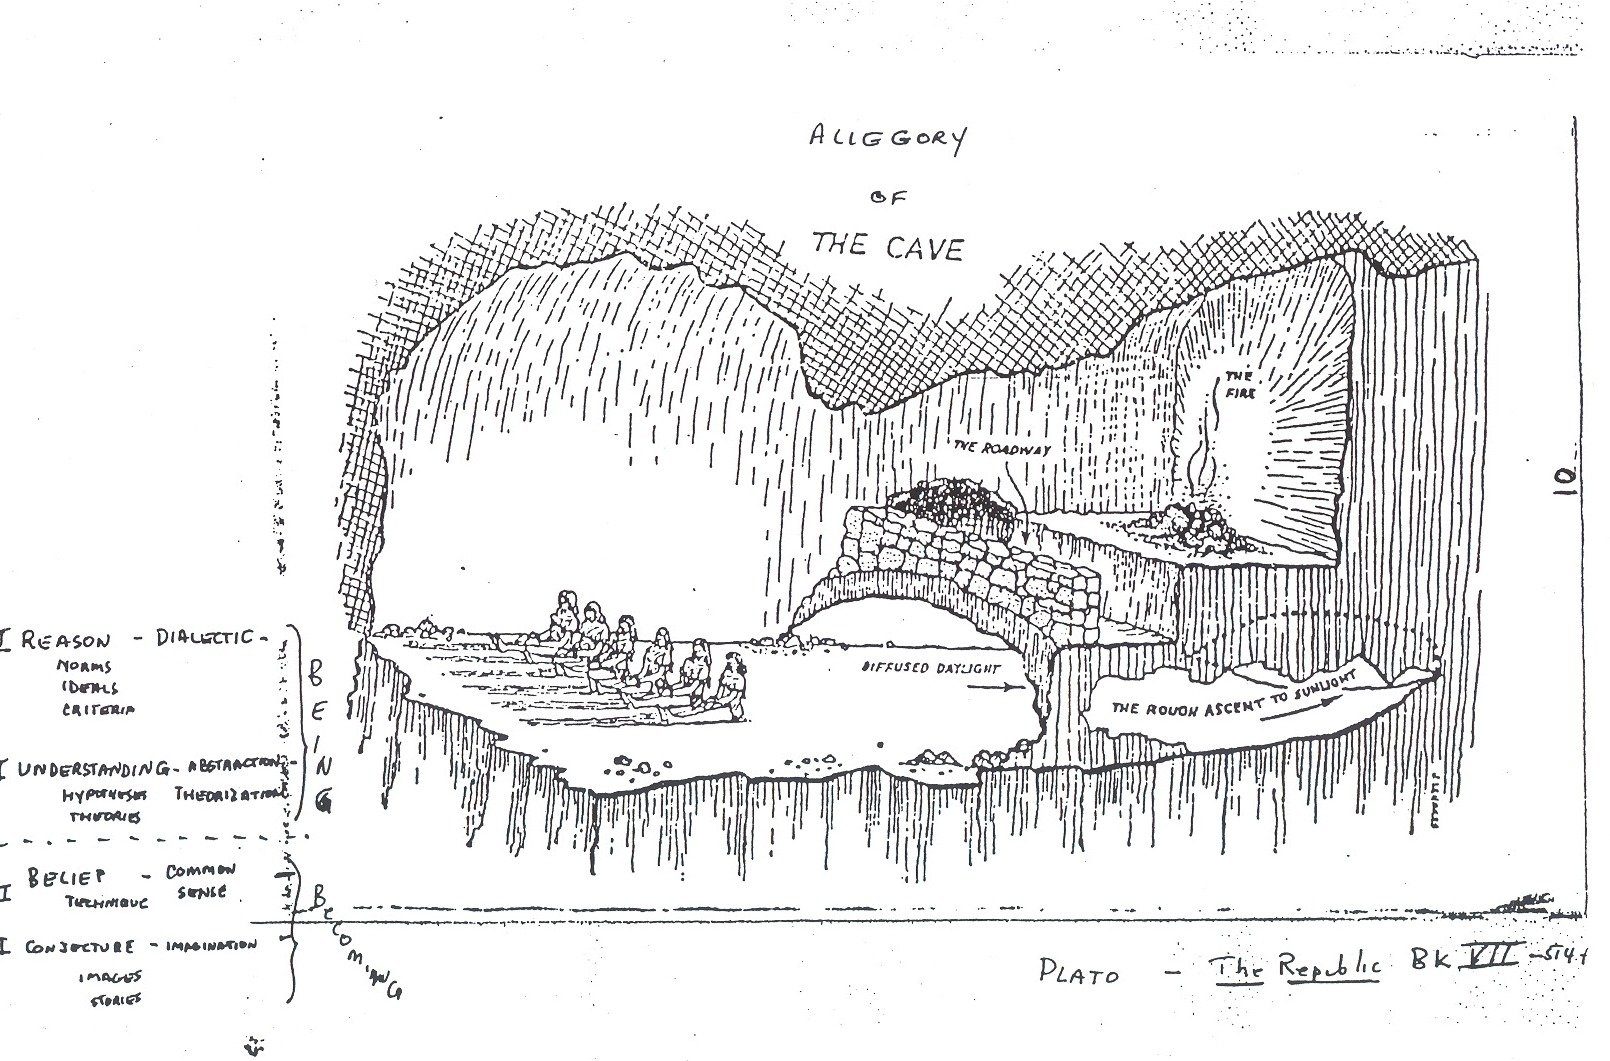 ALLEGORY
OF
THE CAVE
THE FIRE
THE ROADWAY
DIFFUSED DAYLIGHT
THE ROUGH ASCENT TO SUNLIGHT
10
I REASON - DIALECTIC -
NORMS
IDEALS
CRITERIA
I UNDERSTANDING - ABSTRACTION -
HYPOTHESES THEORIZATION
THEORIES
BEING
I BELIEF - COMMON
TECHNIQUE SENSE
I CONJECTURE - IMAGINATION
IMAGES
STORIES
BECOMING
PLATO - The Republic BK VII - 514f